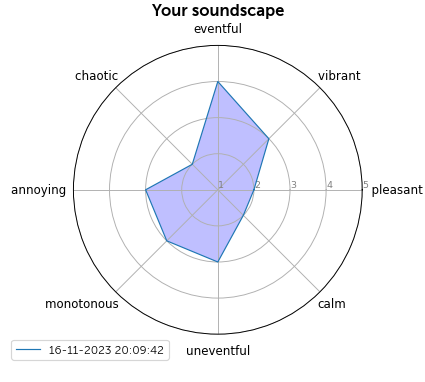 Your soundscape
eventful
chaotic
vibrant
annoying
1 2 3 4 5
pleasant
monotonous
calm
uneventful
16-11-2023 20:09:42